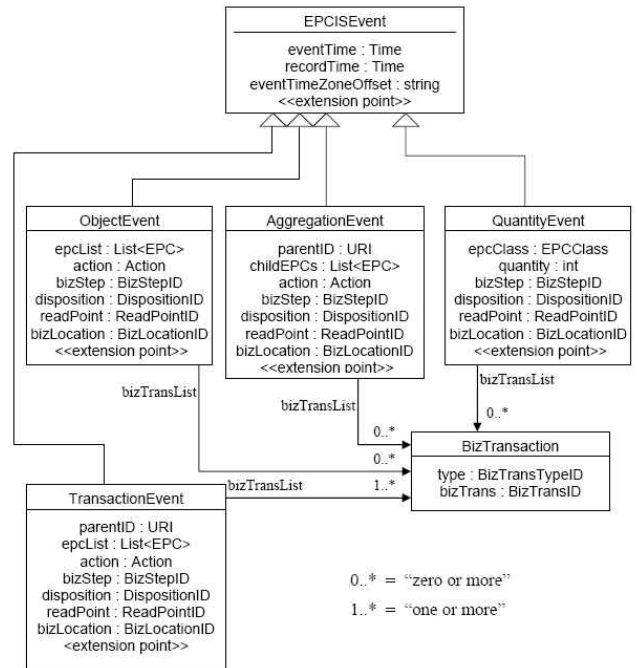 EPCISEvent
eventTime : Time
recordTime : Time
eventTimeZoneOffset : string
<<extension point>>
ObjectEvent
epcList : List<EPC>
action : Action
bizStep : BizStepID
disposition : DispositionID
readPoint : ReadPointID
bizLocation : BizLocationID
<<extension point>>
AggregationEvent
parentID : URI
childEPCs : List<EPC>
action : Action
bizStep : BizStepID
disposition : DispositionID
readPoint : ReadPointID
bizLocation : BizLocationID
<<extension point>>
QuantityEvent
epcClass : EPCClass
quantity : int
bizStep : BizStepID
disposition : DispositionID
readPoint : ReadPointID
bizLocation : BizLocationID
<<extension point>>
bizTransList
bizTransList
bizTransList
0..*
0..*
0..*
BizTransaction
type : BizTransTypeID
bizTrans : BizTransID
bizTransList
1..*
TransactionEvent
parentID : URI
epcList : List<EPC>
action : Action
bizStep : BizStepID
disposition : DispositionID
readPoint : ReadPointID
bizLocation : BizLocationID
<extension point>>
0..* = “zero or more”
1..* = “one or more”